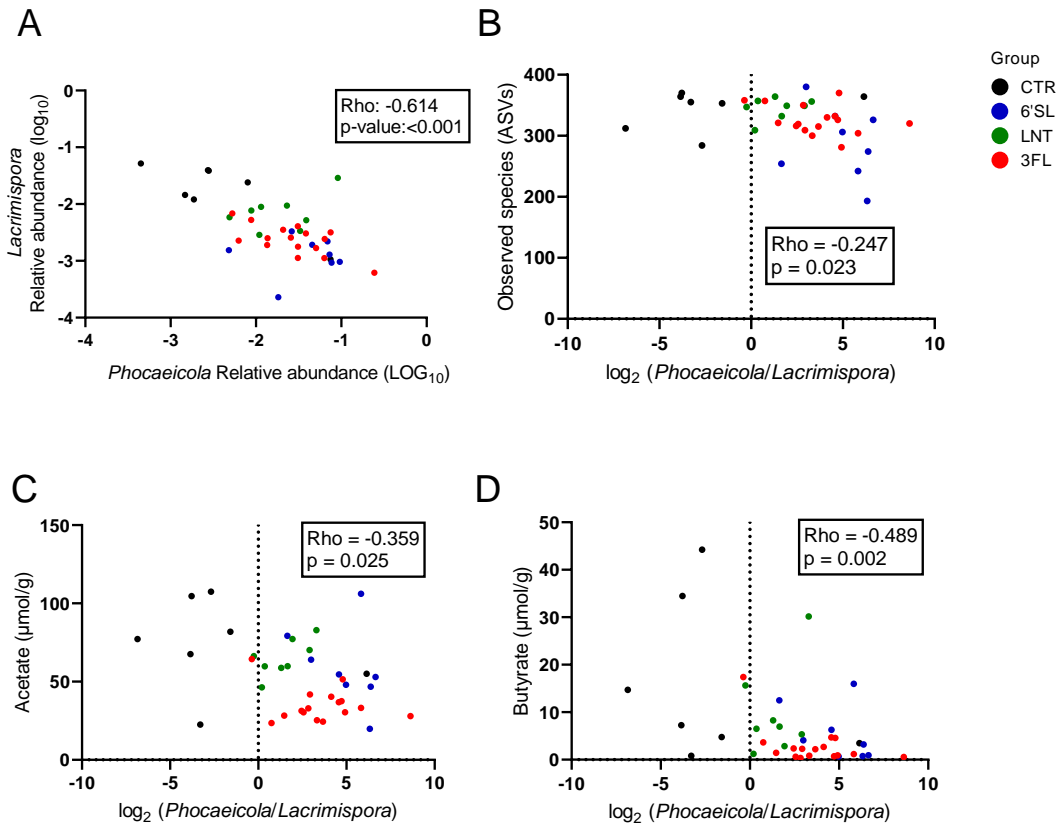 A
Lacrimispora
Relative abundance (log10)
0
-1
-2
-3
-4
Rho: -0.614
p-value:<0.001
-4 -3 -2 -1 0
Phocaeicola Relative abundance (LOG10)
B
Observed species (ASVs)
400
300
200
100
0
Rho = -0.247
p = 0.023
-10 -5 0 5 10
log2 (Phocaeicola/Lacrimispora)
Group
CTR
6'SL
LNT
3FL
C
Acetate (µmol/g)
150
100
50
0
Rho = -0.359
p = 0.025
-10 -5 0 5 10
log2 (Phocaeicola/Lacrimispora)
D
Butyrate (µmol/g)
50
40
30
20
10
0
Rho = -0.489
p = 0.002
-10 -5 0 5 10
log2 (Phocaeicola/Lacrimispora)